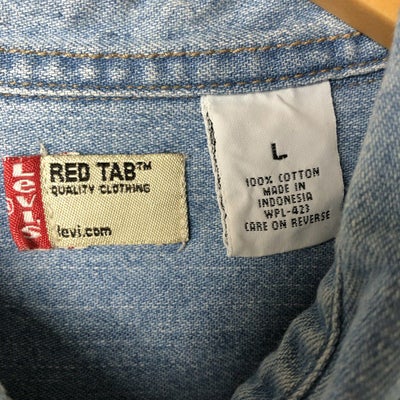 Levi's
RED TAB™
QUALITY CLOTHING
levi.com
L
100% COTTON
MADE IN
INDONESIA
WPL-423
CARE ON REVERSE